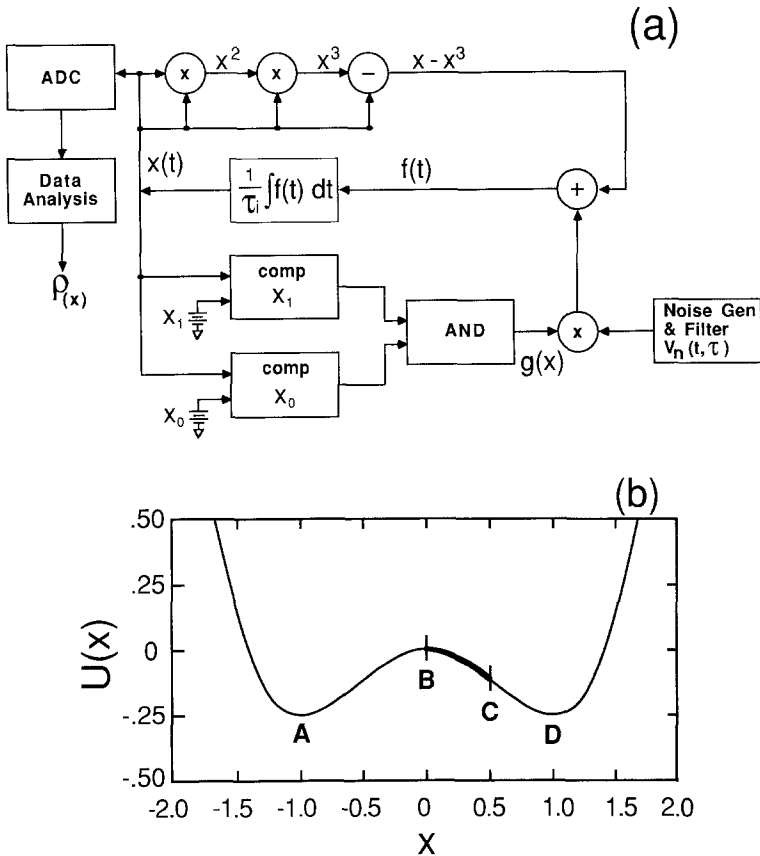 (a)
ADC
x
x²
x
x³
−
x - x³
x(t)
1/τᵢ ∫f(t) dt
f(t)
+
Data
Analysis
ρ(x)
comp
X₁
X₁
AND
g(x)
x
Noise Gen
& Filter
Vₙ(t,τ)
comp
X₀
X₀
(b)
U(x)
.50
.25
0
-.25
-.50
A
B
C
D
-2.0 -1.5 -1.0 -0.5 0 0.5 1.0 1.5 2.0
X